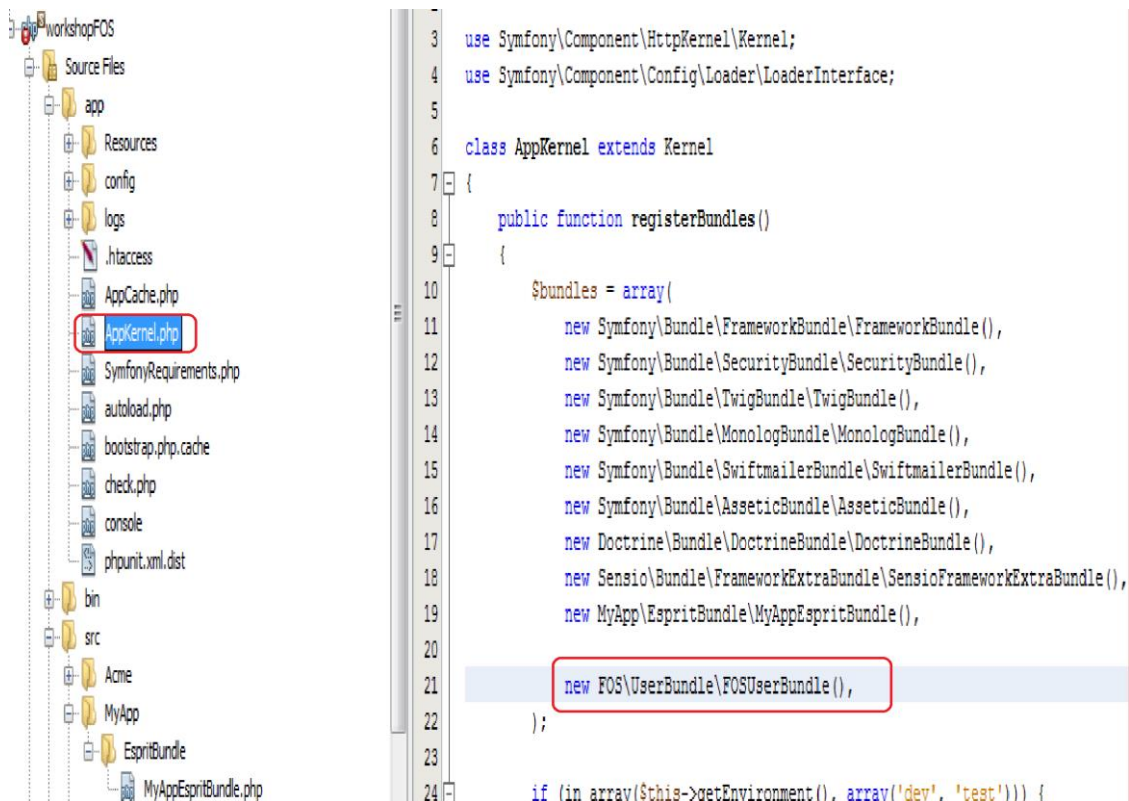 workshopFOS
Source Files
app
Resources
config
logs
.htaccess
AppCache.php
AppKernel.php
SymfonyRequirements.php
autoload.php
bootstrap.php.cache
check.php
console
phpunit.xml.dist
bin
src
Acme
MyApp
EspritBundle
MyAppEspritBundle.php
3 use Symfony\Component\HttpKernel\Kernel;
4 use Symfony\Component\Config\Loader\LoaderInterface;
5
6 class AppKernel extends Kernel
7 {
8 public function registerBundles()
9 {
10 $bundles = array(
11 new Symfony\Bundle\FrameworkBundle\FrameworkBundle(),
12 new Symfony\Bundle\SecurityBundle\SecurityBundle(),
13 new Symfony\Bundle\TwigBundle\TwigBundle(),
14 new Symfony\Bundle\MonologBundle\MonologBundle(),
15 new Symfony\Bundle\SwiftmailerBundle\SwiftmailerBundle(),
16 new Symfony\Bundle\AsseticBundle\AsseticBundle(),
17 new Doctrine\Bundle\DoctrineBundle\DoctrineBundle(),
18 new Sensio\Bundle\FrameworkExtraBundle\SensioFrameworkExtraBundle(),
19 new MyApp\EspritBundle\MyAppEspritBundle(),
20
21 new FOS\UserBundle\FOSUserBundle(),
22 );
23
24 if (in_array($this->getEnvironment(), array('dev', 'test'))) {